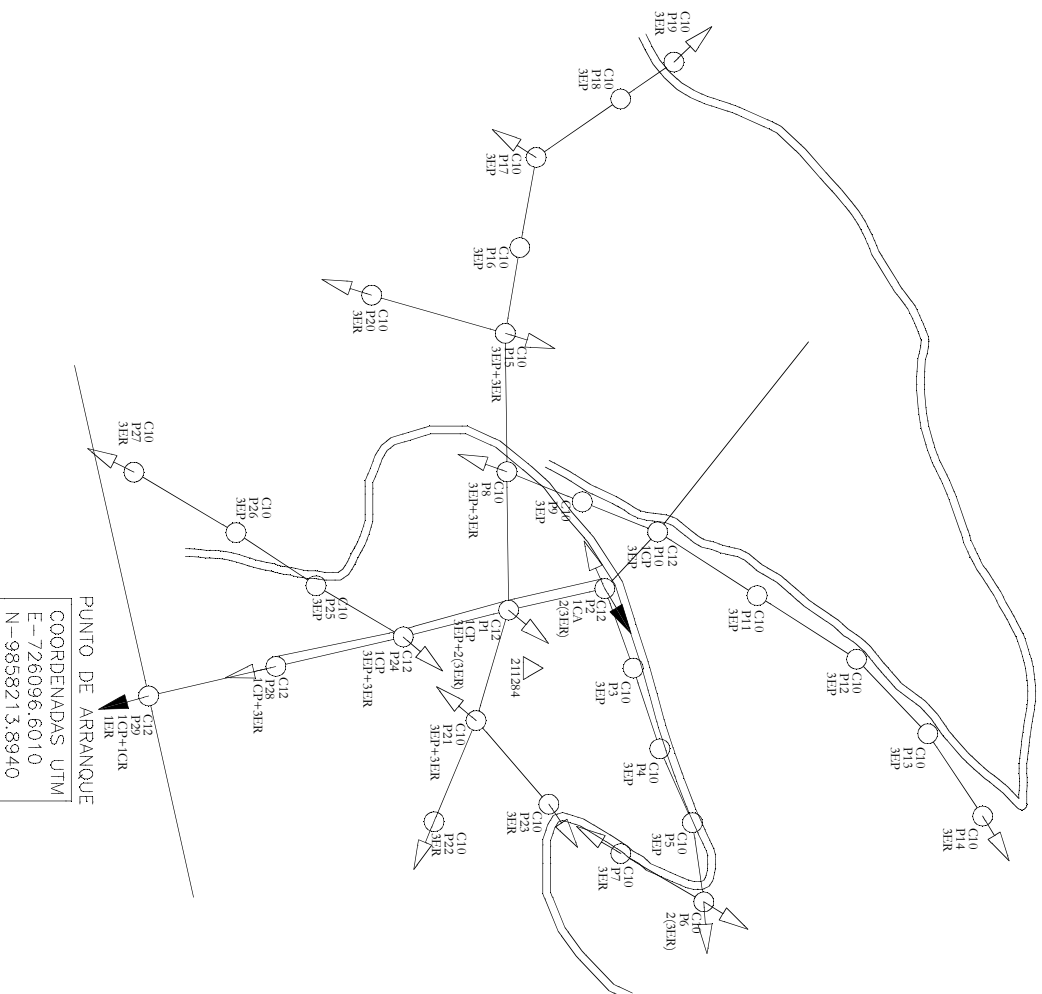 C10
P19
3ER
C10
P18
3EP
C10
P17
3EP
C10
P16
3EP
C10
P20
3ER
C10
P15
3EP+3ER
C10
P27
3ER
C10
P8
3EP+3ER
C10
P9
3EP
C12
P10
1CP
3EP
C10
P26
3EP
C10
P11
3EP
C12
P2
1CA
2(3ER)
C10
P25
3EP
C12
P1
1CP
3EP+2(3ER)
C12
P24
1CP
3EP+3ER
211284
C10
P12
3EP
C10
P3
3EP
C12
P28
1CP+3ER
C12
P29
1CP+1CR
1ER
C10
P21
3EP+3ER
C10
P4
3EP
C10
P13
3EP
C10
P23
3ER
C10
P5
3EP
C10
P22
3ER
C10
P14
3ER
C10
P7
3ER
C10
P6
2(3ER)
PUNTO DE ARRANQUE
COORDENADAS UTM
E-726096.6010
N-9858213.8940